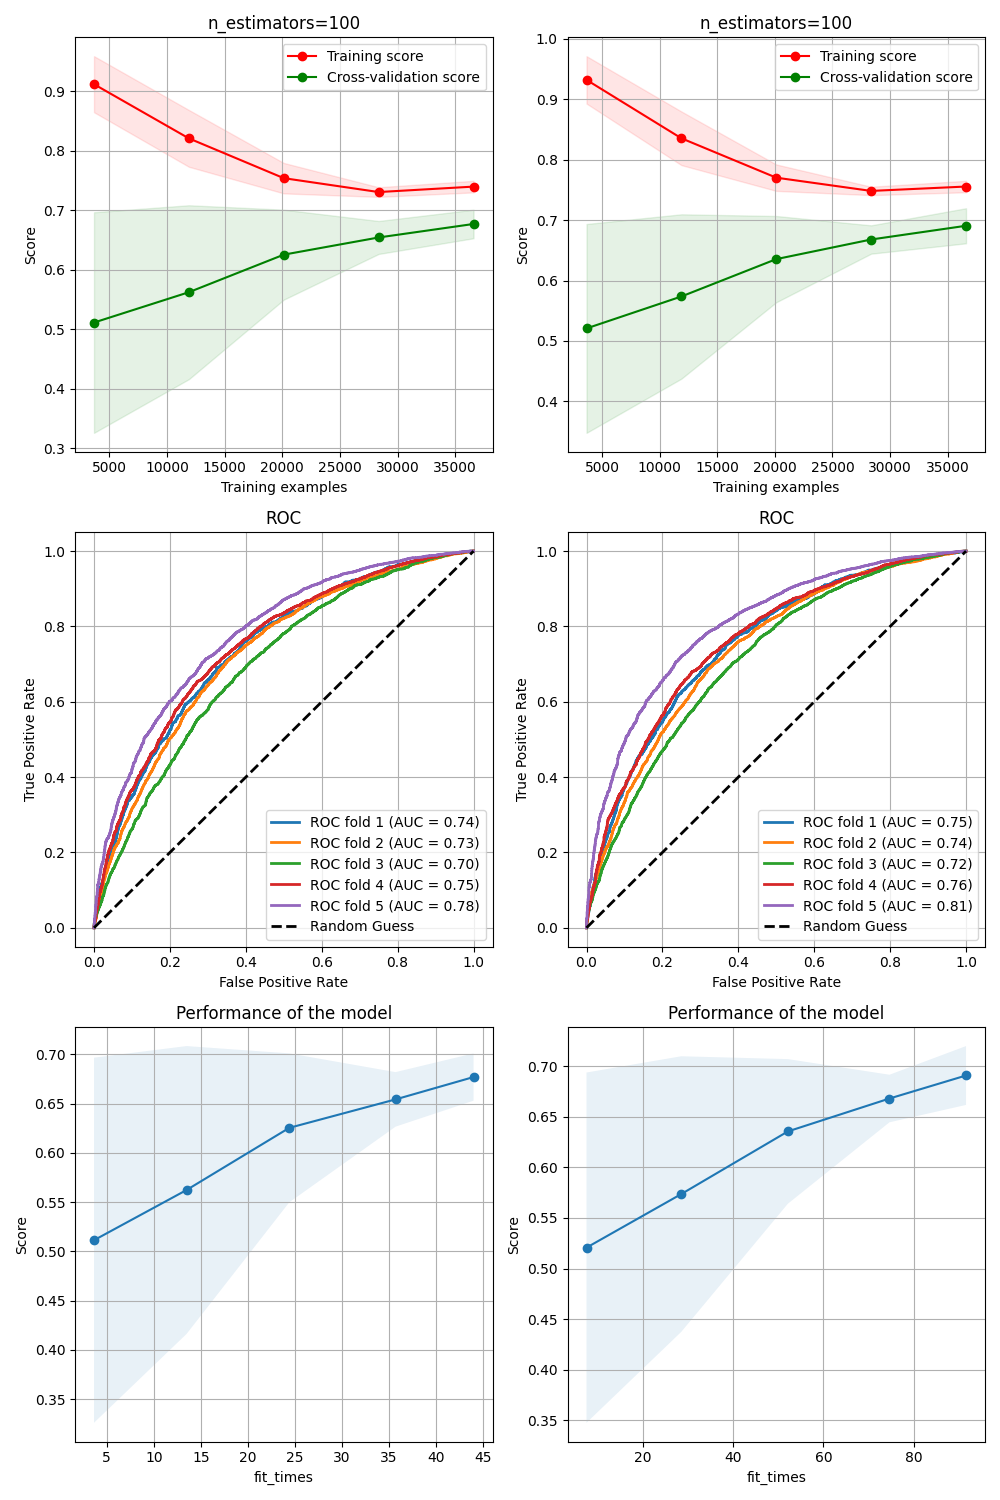 n_estimators=100
Training score
Cross-validation score
0.9
0.8
0.7
0.6
0.5
0.4
0.3
Score
5000 10000 15000 20000 25000 30000 35000
Training examples
n_estimators=100
Training score
Cross-validation score
1.0
0.9
0.8
0.7
0.6
0.5
0.4
Score
5000 10000 15000 20000 25000 30000 35000
Training examples
ROC
1.0
0.8
0.6
0.4
0.2
0.0
True Positive Rate
ROC fold 1 (AUC = 0.74)
ROC fold 2 (AUC = 0.73)
ROC fold 3 (AUC = 0.70)
ROC fold 4 (AUC = 0.75)
ROC fold 5 (AUC = 0.78)
Random Guess
0.0 0.2 0.4 0.6 0.8 1.0
False Positive Rate
ROC
1.0
0.8
0.6
0.4
0.2
0.0
True Positive Rate
ROC fold 1 (AUC = 0.75)
ROC fold 2 (AUC = 0.74)
ROC fold 3 (AUC = 0.72)
ROC fold 4 (AUC = 0.76)
ROC fold 5 (AUC = 0.81)
Random Guess
0.0 0.2 0.4 0.6 0.8 1.0
False Positive Rate
Performance of the model
0.70
0.65
0.60
0.55
0.50
0.45
0.40
0.35
Score
5 10 15 20 25 30 35 40 45
fit_times
Performance of the model
0.70
0.65
0.60
0.55
0.50
0.45
0.40
0.35
Score
20 40 60 80
fit_times